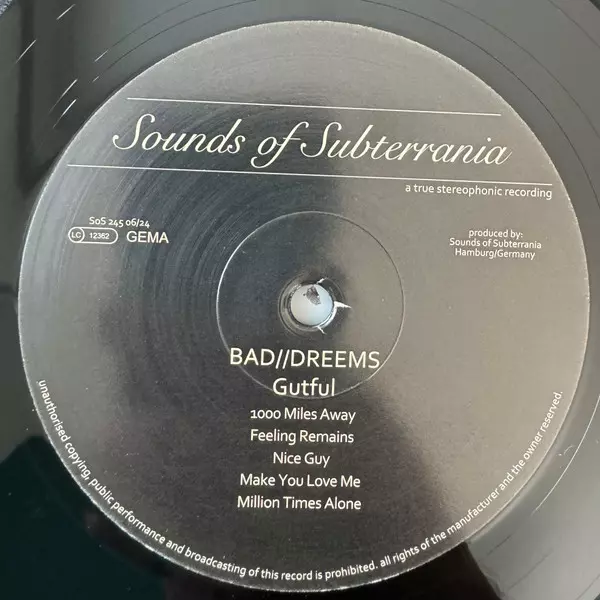 Sounds of Subterrania
a true stereophonic recording
SoS 245 06/24
LC 12362 GEMA
produced by:
Sounds of Subterrania
Hamburg/Germany
BAD//DREEMS
Gutful
1000 Miles Away
Feeling Remains
Nice Guy
Make You Love Me
Million Times Alone
unauthorised copying, public performance and broadcasting of this record is prohibited. all rights of the manufacturer and the owner reserved.